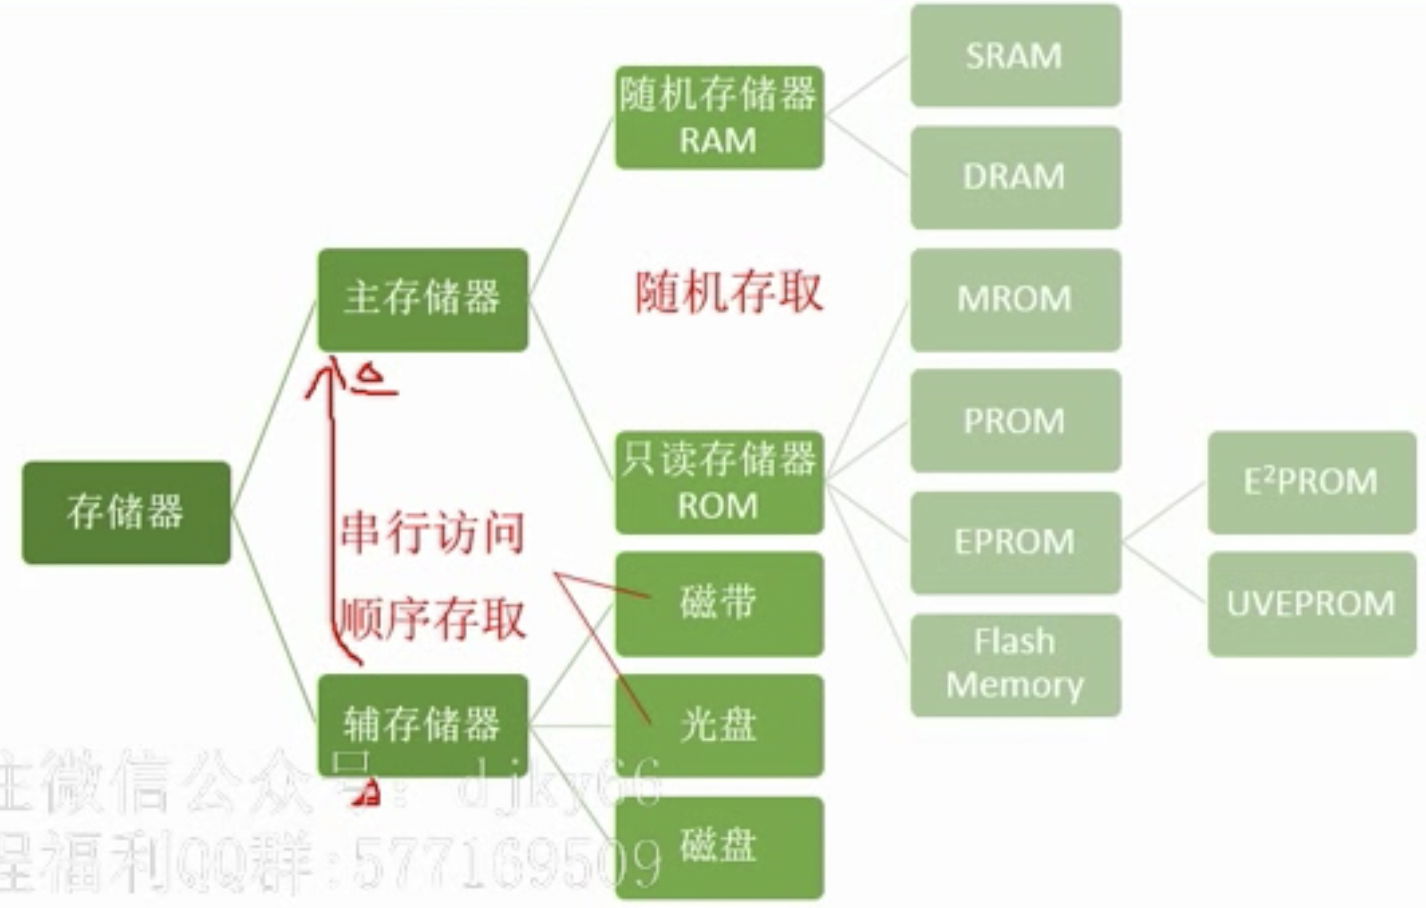 存储器
主存储器
随机存储器
RAM
SRAM
DRAM
随机存取
只读存储器
ROM
MROM
PROM
EPROM
E²PROM
UVEPROM
Flash
Memory
串行访问
顺序存取
辅存储器
磁带
光盘
磁盘
主微信公众号: djky66
程福利QQ群:577169509